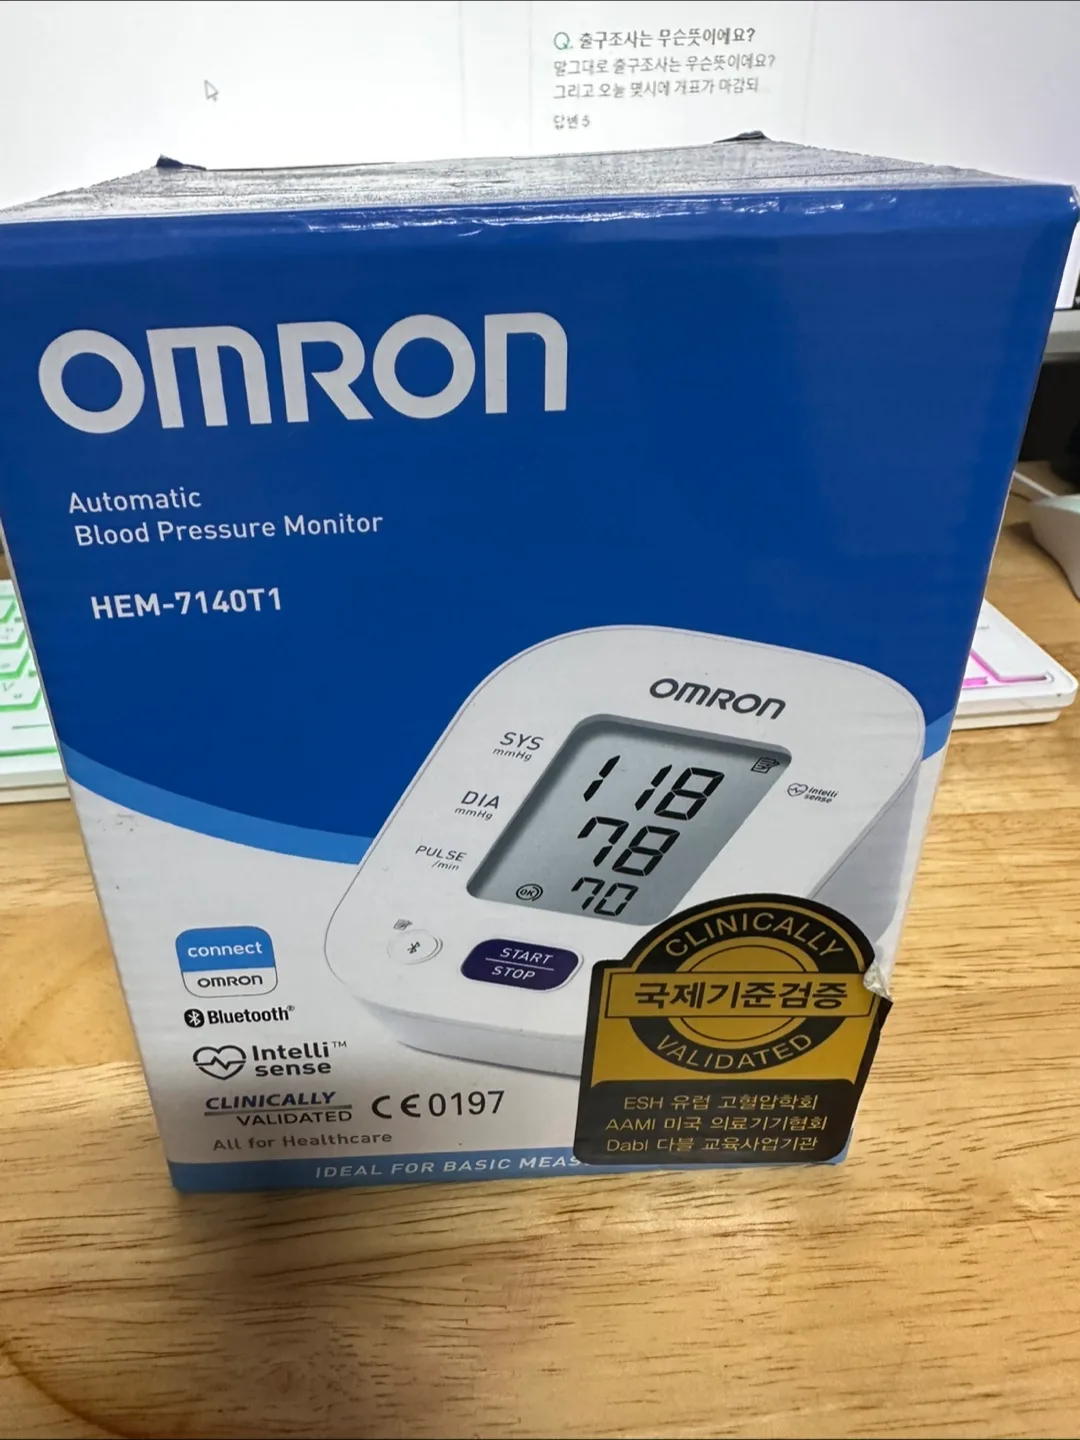 Q. 출구조사는 무슨뜻이에요?
말그대로 출구조사는 무슨뜻이에요?
그리고 오늘 몇시에 개표가 마감되
답변 5
OMRON
Automatic
Blood Pressure Monitor
HEM-7140T1
OMRON
SYS
mmHg
118
Intelli
sense
DIA
mmHg
78
PULSE
/min
OK
70
START
STOP
connect
OMRON
Bluetooth®
Intelli™
sense
CLINICALLY
VALIDATED
CE0197
All for Healthcare
IDEAL FOR BASIC MEAS
CLINICALLY
국제기준검증
VALIDATED
ESH 유럽 고혈압학회
AAMI 미국 의료기기협회
Dabl 다블 교육사업기관